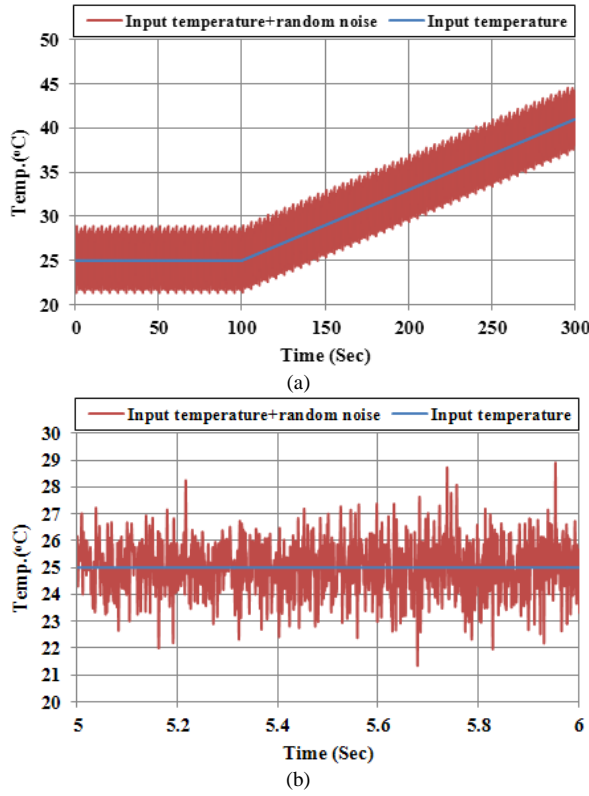 Input temperature+random noise Input temperature
50
45
40
35
30
25
20
Temp.(°C)
0 50 100 150 200 250 300
Time (Sec)
(a)
Input temperature+random noise Input temperature
30
29
28
27
26
25
24
23
22
21
20
Temp.(°C)
5 5.2 5.4 5.6 5.8 6
Time (Sec)
(b)